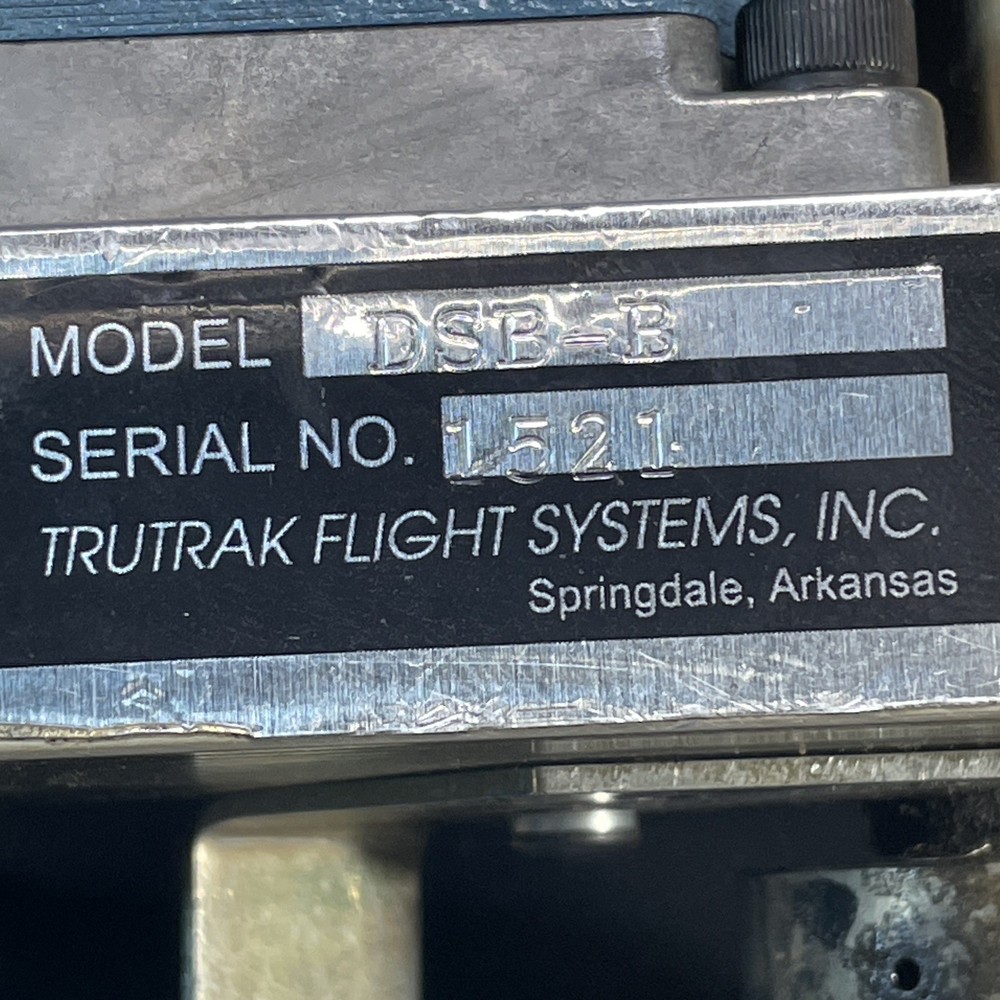 MODEL DSB-B
SERIAL NO. 1521
TRUTRAK FLIGHT SYSTEMS, INC.
Springdale, Arkansas